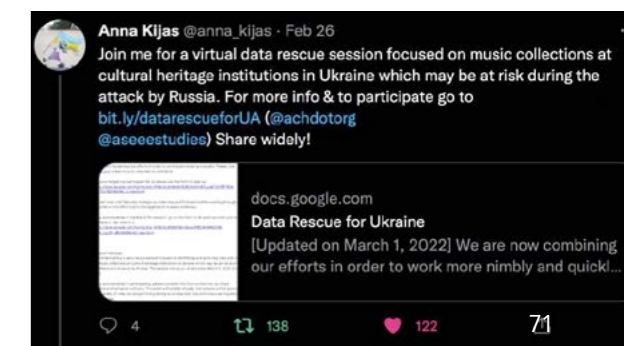 Anna Kijas @anna_kijas · Feb 26
Join me for a virtual data rescue session focused on music collections at
cultural heritage institutions in Ukraine which may be at risk during the
attack by Russia. For more info & to participate go to
bit.ly/datarescueforUA (@achdotorg
@aseeestudies) Share widely!
docs.google.com
Data Rescue for Ukraine
[Updated on March 1, 2022] We are now combining
our efforts in order to work more nimbly and quickl...
4
138
122
71